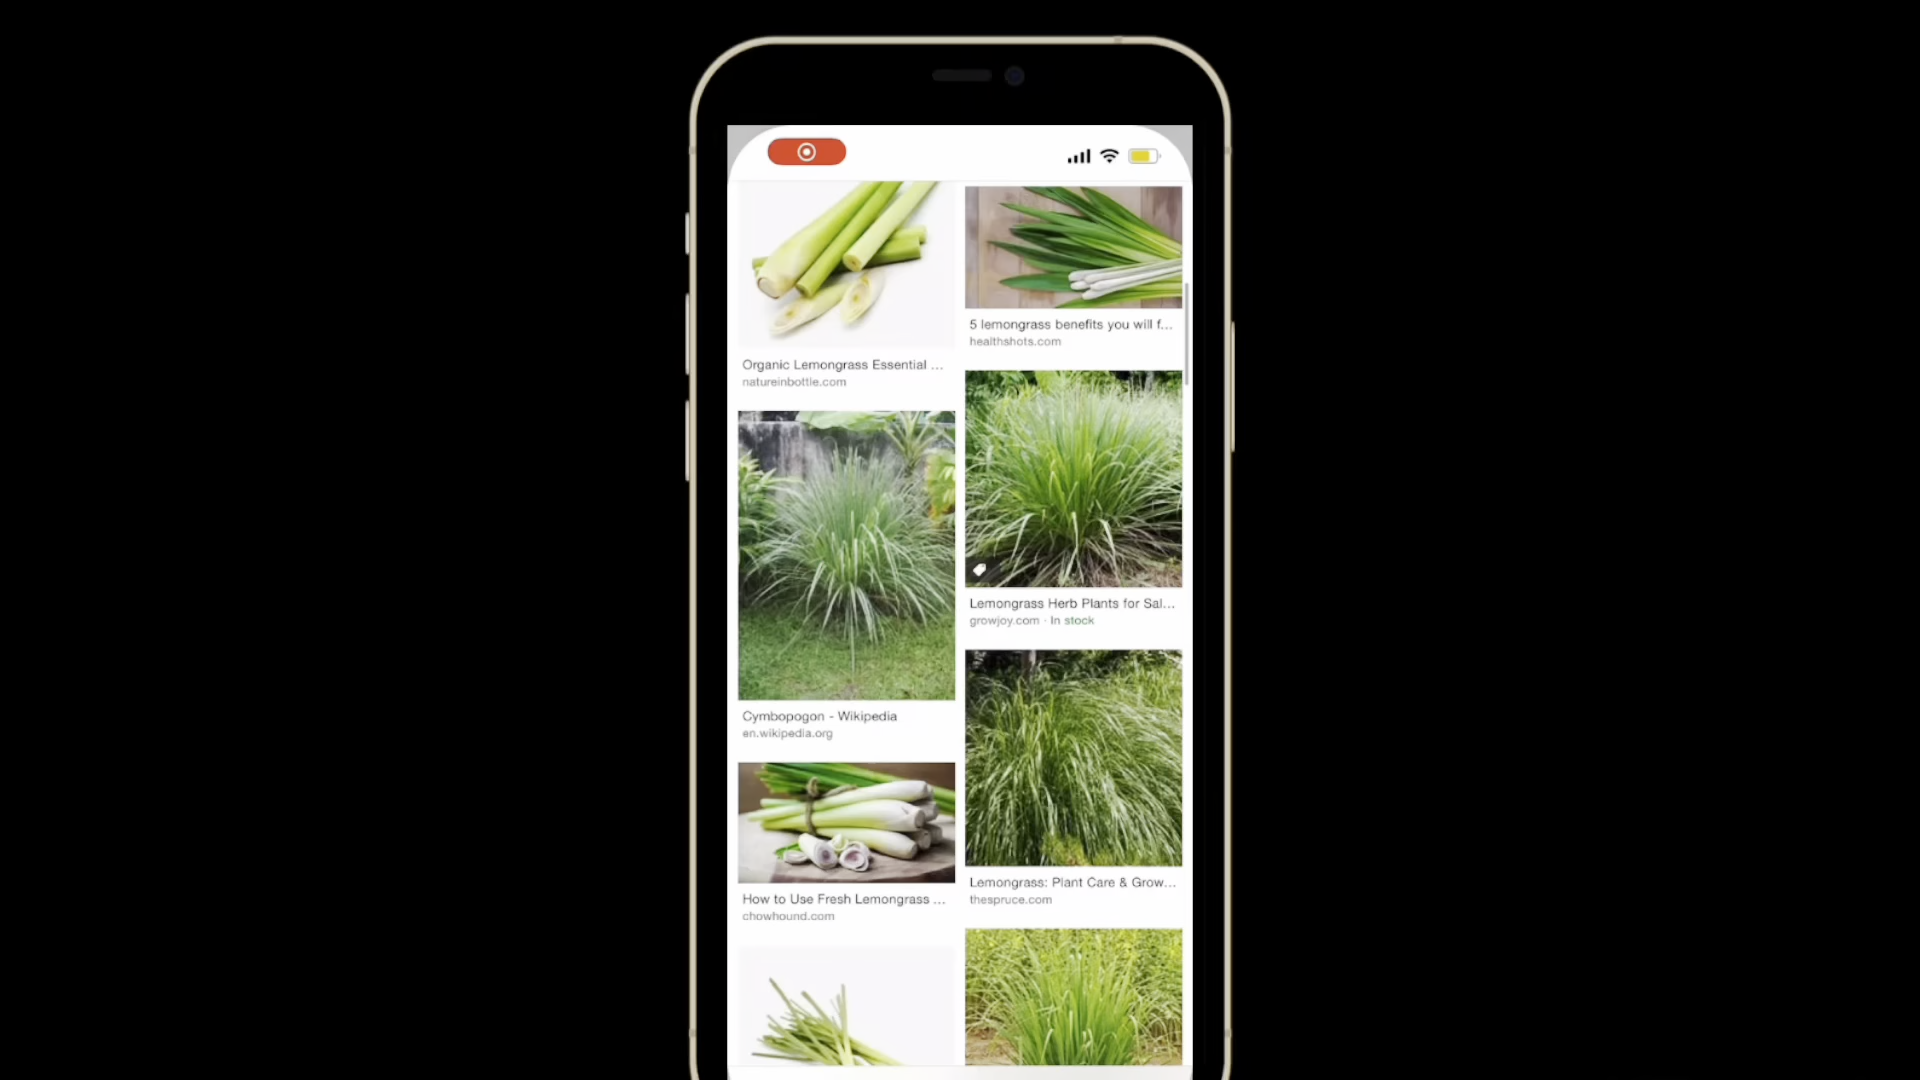 Organic Lemongrass Essential ...
natureinbottle.com
5 lemongrass benefits you will f...
healthshots.com
Cymbopogon - Wikipedia
en.wikipedia.org
Lemongrass Herb Plants for Sal...
growjoy.com · In stock
How to Use Fresh Lemongrass ...
chowhound.com
Lemongrass: Plant Care & Grow...
thespruce.com